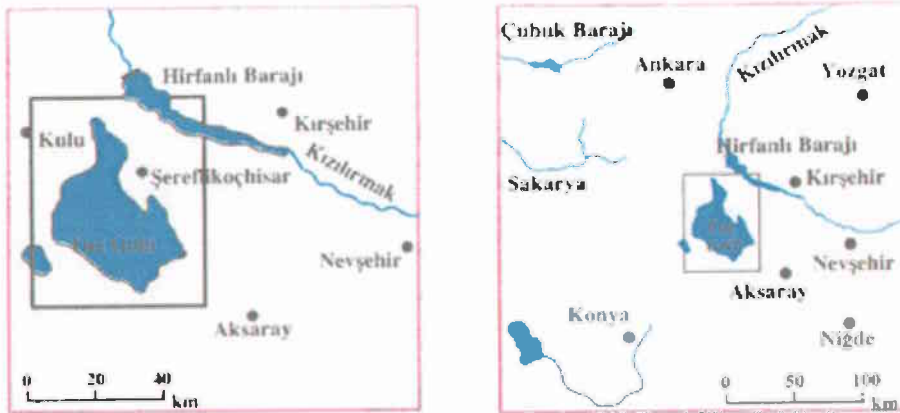 Hirfanlı Barajı
Kırşehir
Kulu
Kızılırmak
Şereflikoçhisar
Nevşehir
Aksaray
0 20 40
km
Çubuk Barajı
Ankara
Kızılırmak
Yozgat
Hirfanlı Barajı
Kırşehir
Sakarya
Nevşehir
Aksaray
Konya
Niğde
0 50 100
km